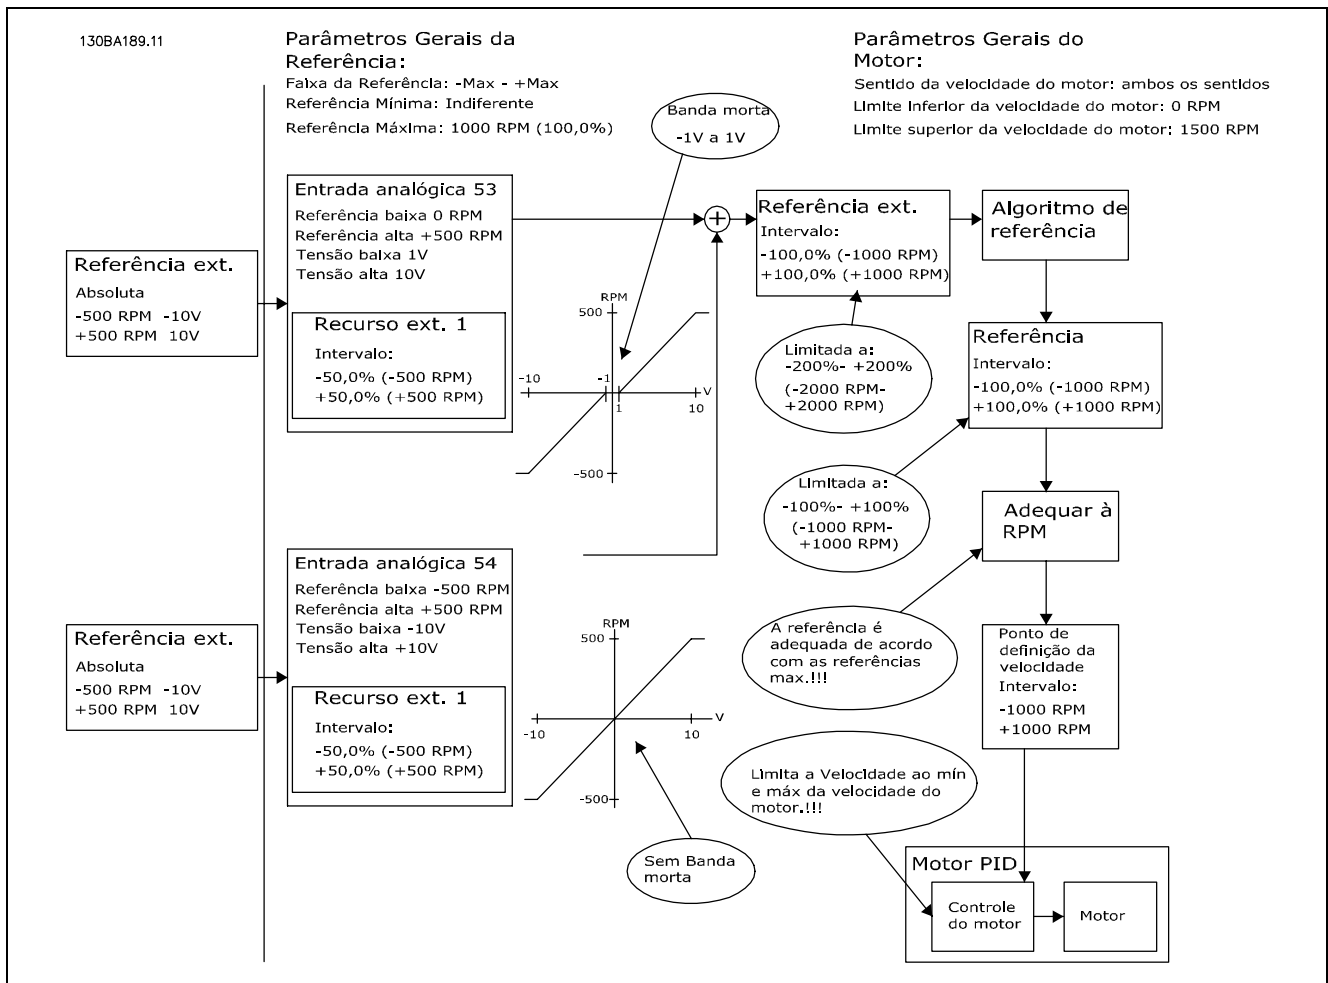 130BA189.11
Parâmetros Gerais da
Referência:
Faixa da Referência: -Max - +Max
Referência Mínima: Indiferente
Referência Máxima: 1000 RPM (100,0%)
Parâmetros Gerais do
Motor:
Sentido da velocidade do motor: ambos os sentidos
Limite inferior da velocidade do motor: 0 RPM
Limite superior da velocidade do motor: 1500 RPM
Banda morta
-1V a 1V
Referência ext.
Absoluta
-500 RPM -10V
+500 RPM 10V
Entrada analógica 53
Referência baixa 0 RPM
Referência alta +500 RPM
Tensão baixa 1V
Tensão alta 10V
Recurso ext. 1
Intervalo:
-50,0% (-500 RPM)
+50,0% (+500 RPM)
RPM
500
-10
-1
V
1
10
-500
+
Referência ext.
Intervalo:
-100,0% (-1000 RPM)
+100,0% (+1000 RPM)
Algoritmo de
referência
Limitada a:
-200%- +200%
(-2000 RPM-
+2000 RPM)
Referência
Intervalo:
-100,0% (-1000 RPM)
+100,0% (+1000 RPM)
Limitada a:
-100%- +100%
(-1000 RPM-
+1000 RPM)
Adequar à
RPM
Referência ext.
Absoluta
-500 RPM -10V
+500 RPM 10V
Entrada analógica 54
Referência baixa -500 RPM
Referência alta +500 RPM
Tensão baixa -10V
Tensão alta +10V
Recurso ext. 1
Intervalo:
-50,0% (-500 RPM)
+50,0% (+500 RPM)
RPM
500
-10
10
V
-500
Sem Banda
morta
A referência é
adequada de acordo
com as referências
max.!!!
Ponto de
definição da
velocidade
Intervalo:
-1000 RPM
+1000 RPM
Limita a Velocidade ao mín
e máx da velocidade do
motor.!!!
Motor PID
Controle
do motor
Motor